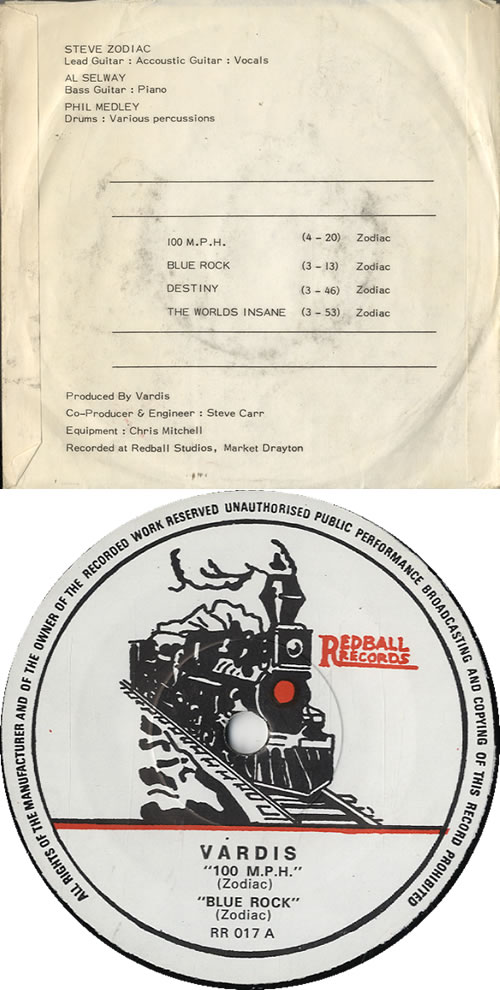 STEVE ZODIAC
Lead Guitar : Accoustic Guitar : Vocals
AL SELWAY
Bass Guitar : Piano
PHIL MEDLEY
Drums : Various percussions
100 M.P.H. (4 - 20) Zodiac
BLUE ROCK (3 - 13) Zodiac
DESTINY (3 - 46) Zodiac
THE WORLDS INSANE (3 - 53) Zodiac
Produced By Vardis
Co-Producer & Engineer : Steve Carr
Equipment : Chris Mitchell
Recorded at Redball Studios, Market Drayton
ALL RIGHTS OF THE MANUFACTURER AND OF THE OWNER OF THE RECORDED WORK RESERVED UNAUTHORISED PUBLIC PERFORMANCE BROADCASTING AND COPYING OF THIS RECORD PROHIBITED
REDBALL
RECORDS
VARDIS
"100 M.P.H."
(Zodiac)
"BLUE ROCK"
(Zodiac)
RR 017 A